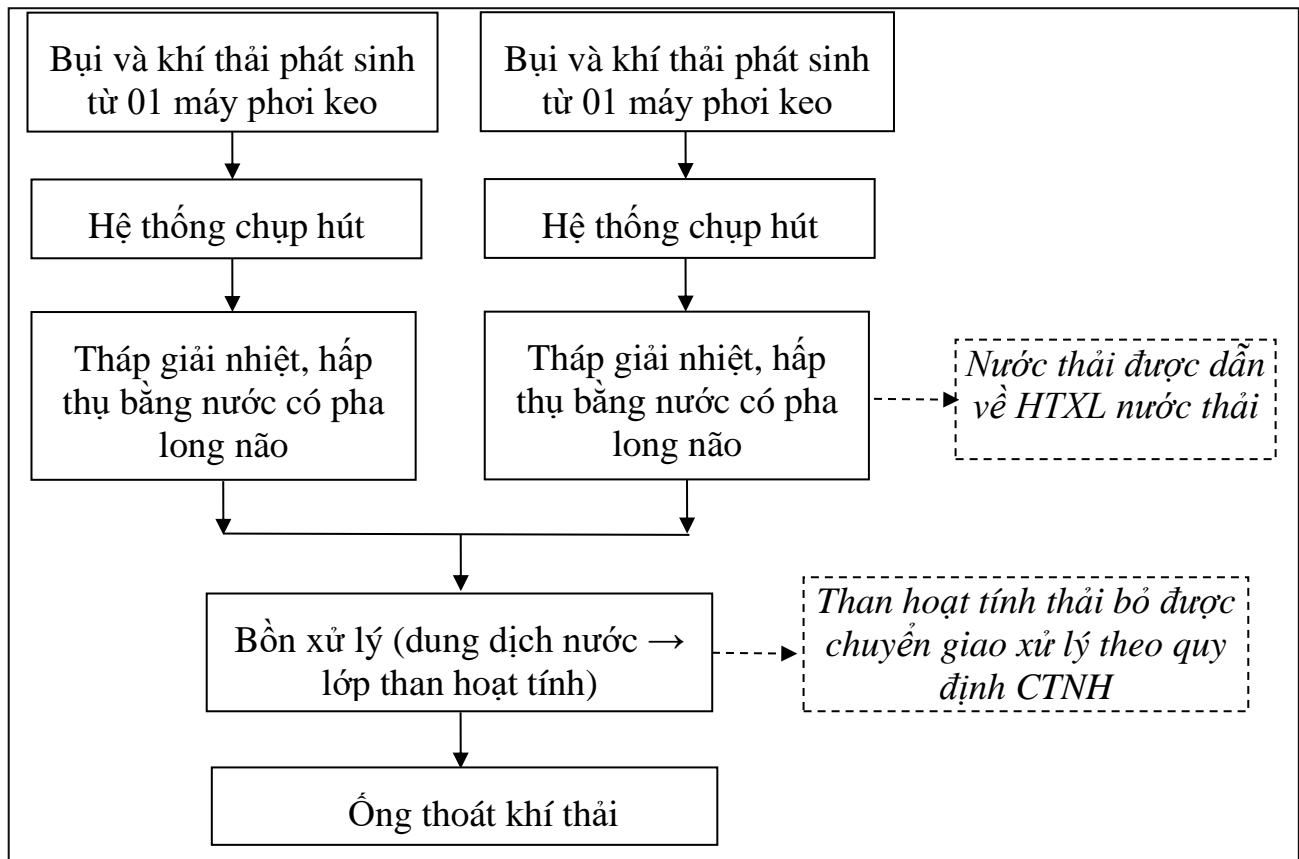 Bụi và khí thải phát sinh
từ 01 máy phơi keo
Bụi và khí thải phát sinh
từ 01 máy phơi keo
Hệ thống chụp hút
Hệ thống chụp hút
Tháp giải nhiệt, hấp
thụ bằng nước có pha
long não
Tháp giải nhiệt, hấp
thụ bằng nước có pha
long não
Nước thải được dẫn
về HTXL nước thải
Bồn xử lý (dung dịch nước →
lớp than hoạt tính)
Than hoạt tính thải bỏ được
chuyển giao xử lý theo quy
định CTNH
Ống thoát khí thải